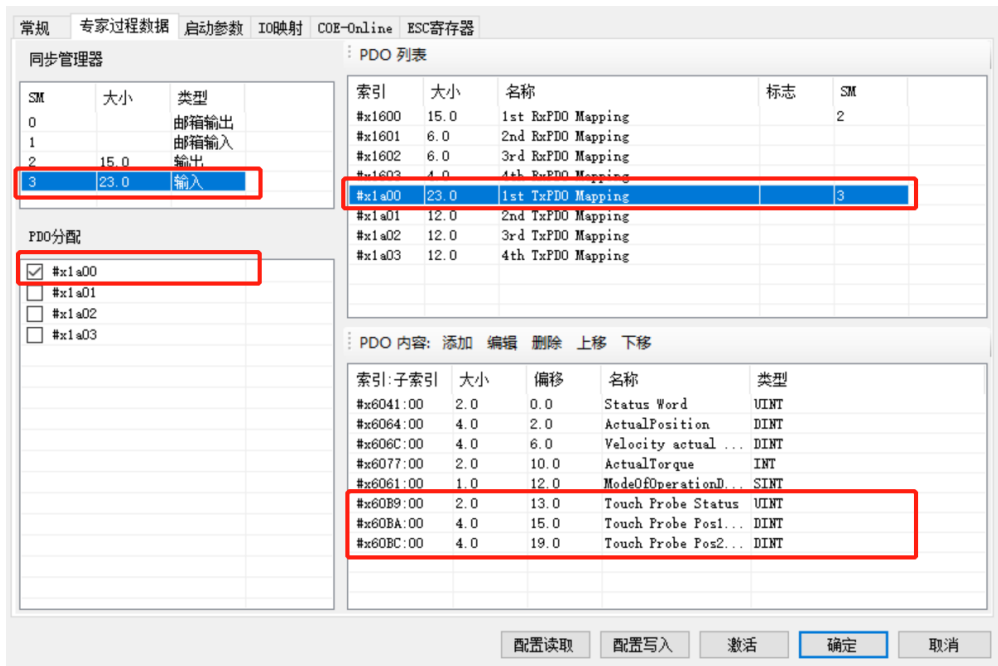 常规 专家过程数据 启动参数 IO映射 COE-Online ESC寄存器
同步管理器
SM 大小 类型
0 邮箱输出
1 邮箱输入
2 15.0 输出
3 23.0 输入
PDO分配
#x1a00
#x1a01
#x1a02
#x1a03
PDO 列表
索引 大小 名称 标志 SM
#x1600 15.0 1st RxPDO Mapping 2
#x1601 6.0 2nd RxPDO Mapping
#x1602 6.0 3rd RxPDO Mapping
#x1603 4.0 4th RxPDO Mapping
#x1a00 23.0 1st TxPDO Mapping 3
#x1a01 12.0 2nd TxPDO Mapping
#x1a02 12.0 3rd TxPDO Mapping
#x1a03 12.0 4th TxPDO Mapping
PDO 内容: 添加 编辑 删除 上移 下移
索引:子索引 大小 偏移 名称 类型
#x6041:00 2.0 0.0 Status Word UINT
#x6064:00 4.0 2.0 ActualPosition DINT
#x606C:00 4.0 6.0 Velocity actual ... DINT
#x6077:00 2.0 10.0 ActualTorque INT
#x6061:00 1.0 12.0 ModeOfOperationD... SINT
#x60B9:00 2.0 13.0 Touch Probe Status UINT
#x60BA:00 4.0 15.0 Touch Probe Pos1... DINT
#x60BC:00 4.0 19.0 Touch Probe Pos2... DINT
配置读取 配置写入 激活 确定 取消